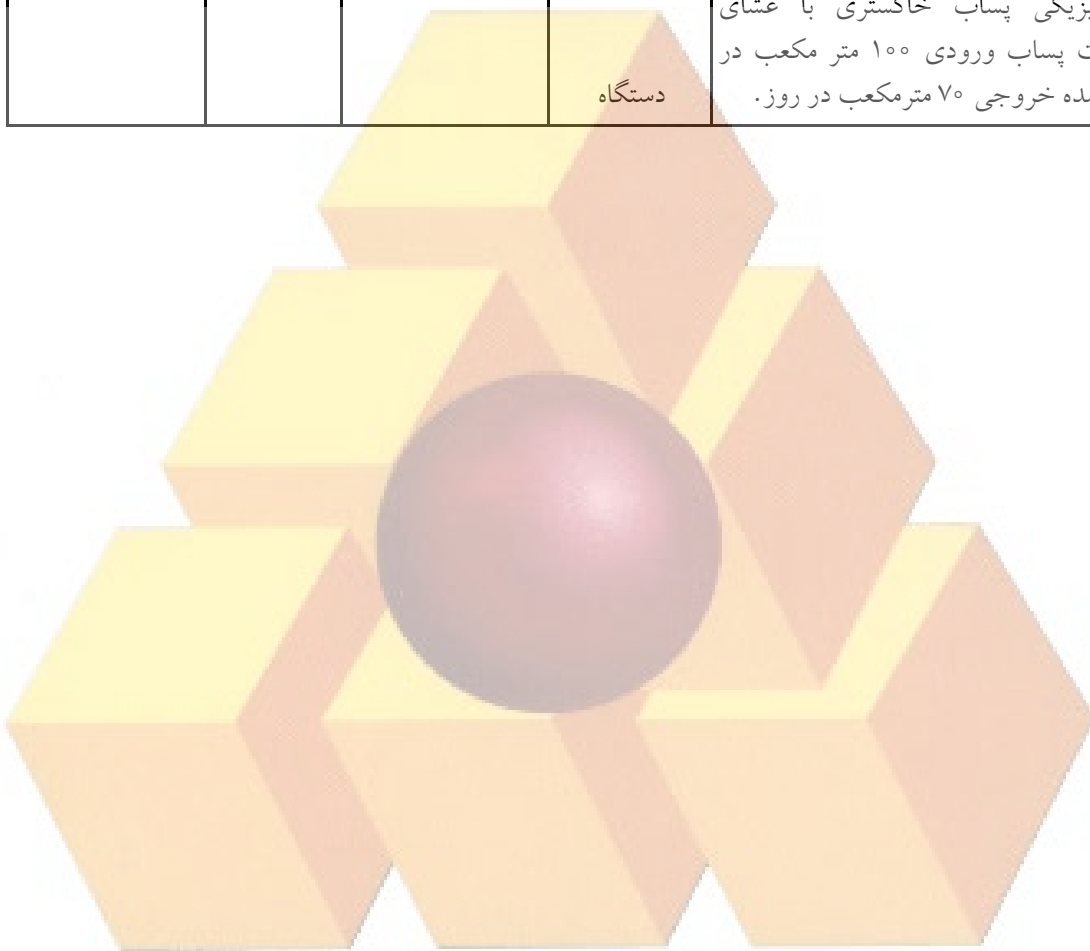 پساب خاکستری با غشای
پساب ورودی ۱۰۰ متر مکعب در
خروجی ۷۰ مترمکعب در روز.
دستگاه